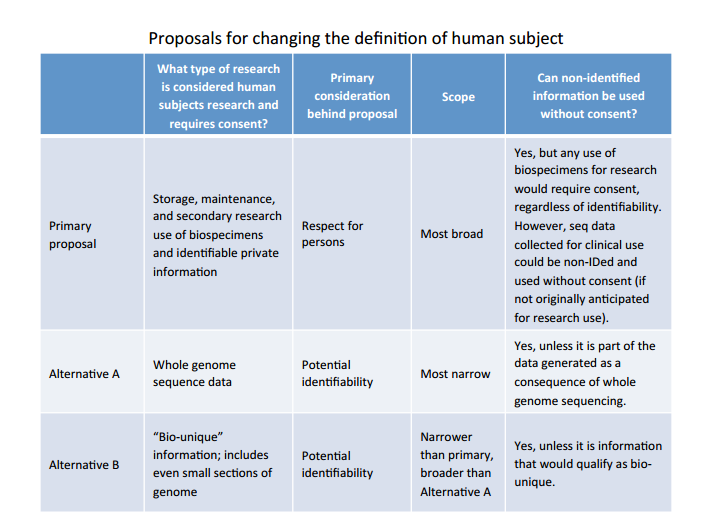 Proposals for changing the definition of human subject
What type of research
is considered human
subjects research and
requires consent?
Primary
consideration
behind proposal
Scope
Can non-identified
information be used
without consent?
Primary
proposal
Storage, maintenance,
and secondary research
use of biospecimens
and identifiable private
information
Respect for
persons
Most broad
Yes, but any use of
biospecimens for research
would require consent,
regardless of identifiability.
However, seq data
collected for clinical use
could be non-IDed and
used without consent (if
not originally anticipated
for research use).
Alternative A
Whole genome
sequence data
Potential
identifiability
Most narrow
Yes, unless it is part of the
data generated as a
consequence of whole
genome sequencing.
Alternative B
“Bio-unique”
information; includes
even small sections of
genome
Potential
identifiability
Narrower
than primary,
broader than
Alternative A
Yes, unless it is information
that would qualify as bio-
unique.